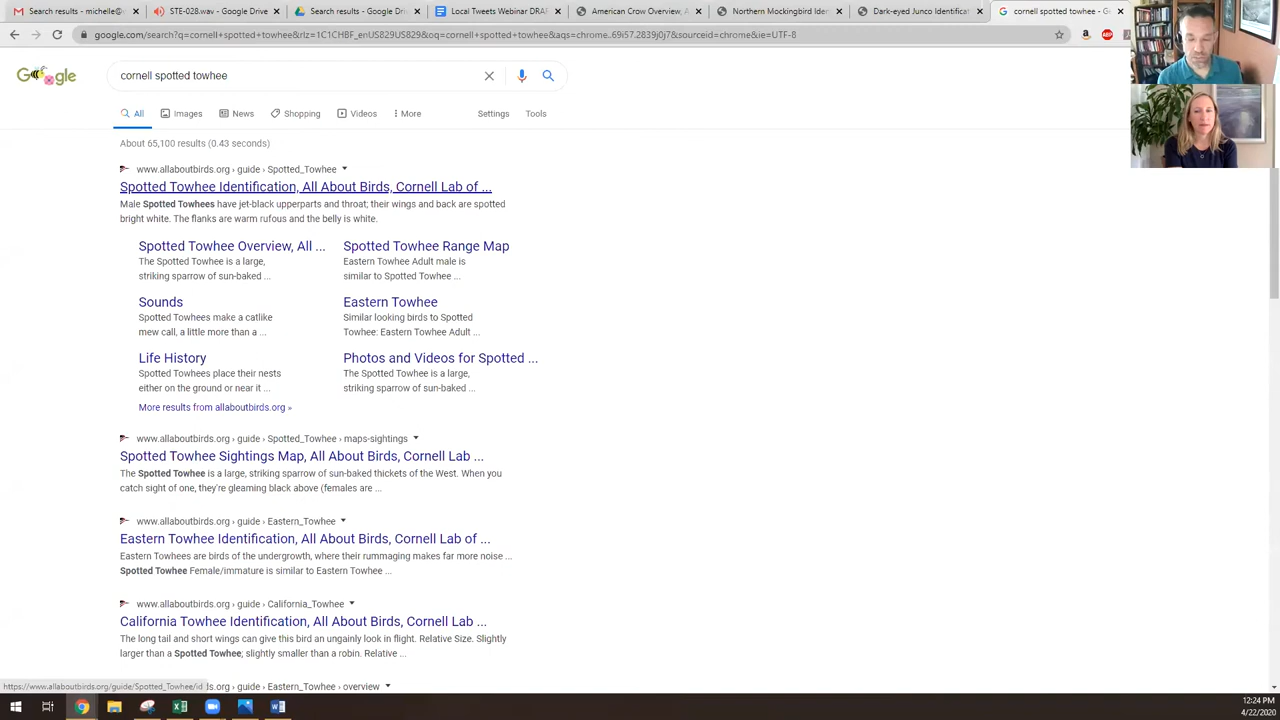 Search results - michelle@
STE-028.wav - Google Drive
Search results - Google Drive
Local Tweets Webinar DRAF
American Crow Overview, A
Northern Mockingbird Ident
Dark-eyed Junco Identificati
cornell spotted towhee - Go
google.com/search?q=cornell+spotted+towhee&rlz=1C1CHBF_enUS829US829&oq=cornell+spotted+towhee&aqs=chrome..69i57.2839j0j7&sourceid=chrome&ie=UTF-8
Google
cornell spotted towhee
All Images News Shopping Videos More Settings Tools
About 65,100 results (0.43 seconds)
www.allaboutbirds.org › guide › Spotted_Towhee
Spotted Towhee Identification, All About Birds, Cornell Lab of ...
Male Spotted Towhees have jet-black upperparts and throat; their wings and back are spotted
bright white. The flanks are warm rufous and the belly is white.
Spotted Towhee Overview, All ...
The Spotted Towhee is a large,
striking sparrow of sun-baked ...
Spotted Towhee Range Map
Eastern Towhee Adult male is
similar to Spotted Towhee ...
Sounds
Spotted Towhees make a catlike
mew call, a little more than a ...
Eastern Towhee
Similar looking birds to Spotted
Towhee: Eastern Towhee Adult ...
Life History
Spotted Towhees place their nests
either on the ground or near it ...
Photos and Videos for Spotted ...
The Spotted Towhee is a large,
striking sparrow of sun-baked ...
More results from allaboutbirds.org »
www.allaboutbirds.org › guide › Spotted_Towhee › maps-sightings
Spotted Towhee Sightings Map, All About Birds, Cornell Lab ...
The Spotted Towhee is a large, striking sparrow of sun-baked thickets of the West. When you
catch sight of one, they're gleaming black above (females are ...
www.allaboutbirds.org › guide › Eastern_Towhee
Eastern Towhee Identification, All About Birds, Cornell Lab of ...
Eastern Towhees are birds of the undergrowth, where their rummaging makes far more noise ...
Spotted Towhee Female/immature is similar to Eastern Towhee ...
www.allaboutbirds.org › guide › California_Towhee
California Towhee Identification, All About Birds, Cornell Lab ...
The long tail and short wings can give this bird an ungainly look in flight. Relative Size. Slightly
larger than a Spotted Towhee; slightly smaller than a robin. Relative ...
https://www.allaboutbirds.org/guide/Spotted_Towhee/id
ds.org › guide › Eastern_Towhee › overview
12:24 PM
4/22/2020